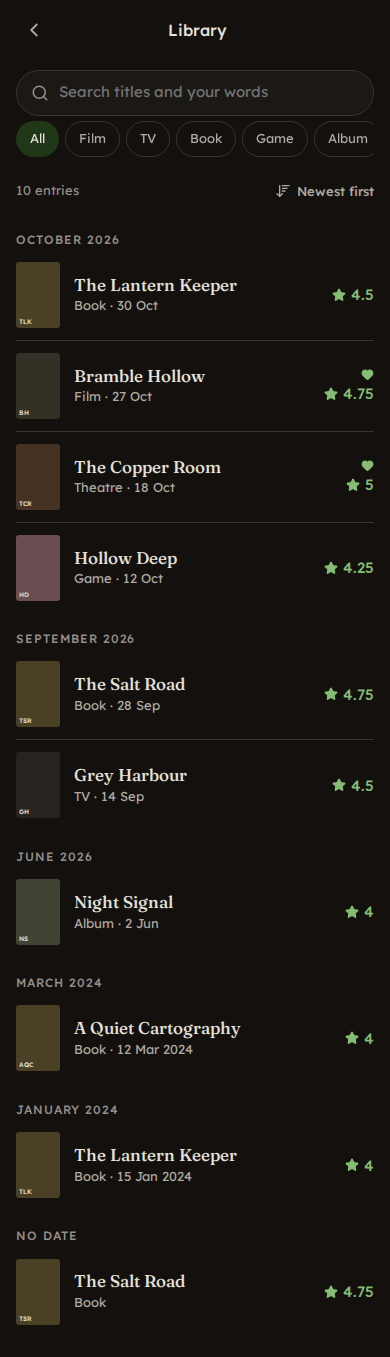 Library
Search titles and your words
All Film TV Book Game Album
10 entries Newest first
OCTOBER 2026
TLK
The Lantern Keeper
Book · 30 Oct
4.5
BH
Bramble Hollow
Film · 27 Oct
4.75
TCR
The Copper Room
Theatre · 18 Oct
5
HD
Hollow Deep
Game · 12 Oct
4.25
SEPTEMBER 2026
TSR
The Salt Road
Book · 28 Sep
4.75
GH
Grey Harbour
TV · 14 Sep
4.5
JUNE 2026
NS
Night Signal
Album · 2 Jun
4
MARCH 2024
AQC
A Quiet Cartography
Book · 12 Mar 2024
4
JANUARY 2024
TLK
The Lantern Keeper
Book · 15 Jan 2024
4
NO DATE
TSR
The Salt Road
Book
4.75